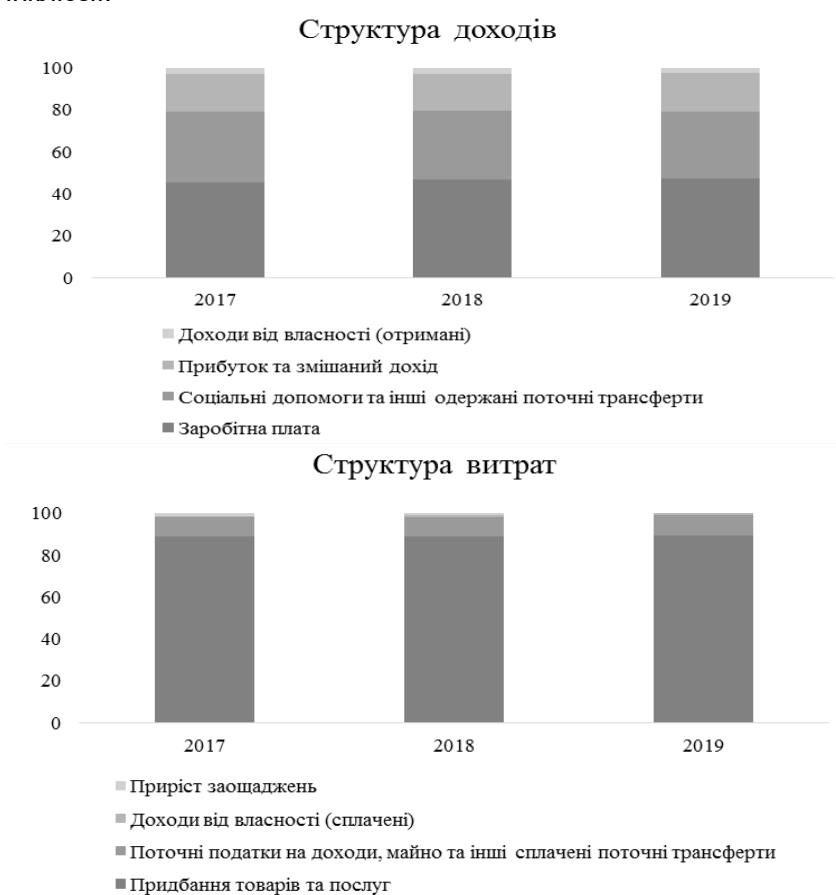 Структура доходів
100
80
60
40
20
0
2017 2018 2019
Доходи від власності (отримані)
Прибуток та змішаний дохід
Соціальні допомоги та інші одержані поточні трансферти
Заробітна плата
Структура витрат
100
80
60
40
20
0
2017 2018 2019
Приріст заощаджень
Доходи від власності (сплачені)
Поточні податки на доходи, майно та інші сплачені поточні трансферти
Придбання товарів та послуг